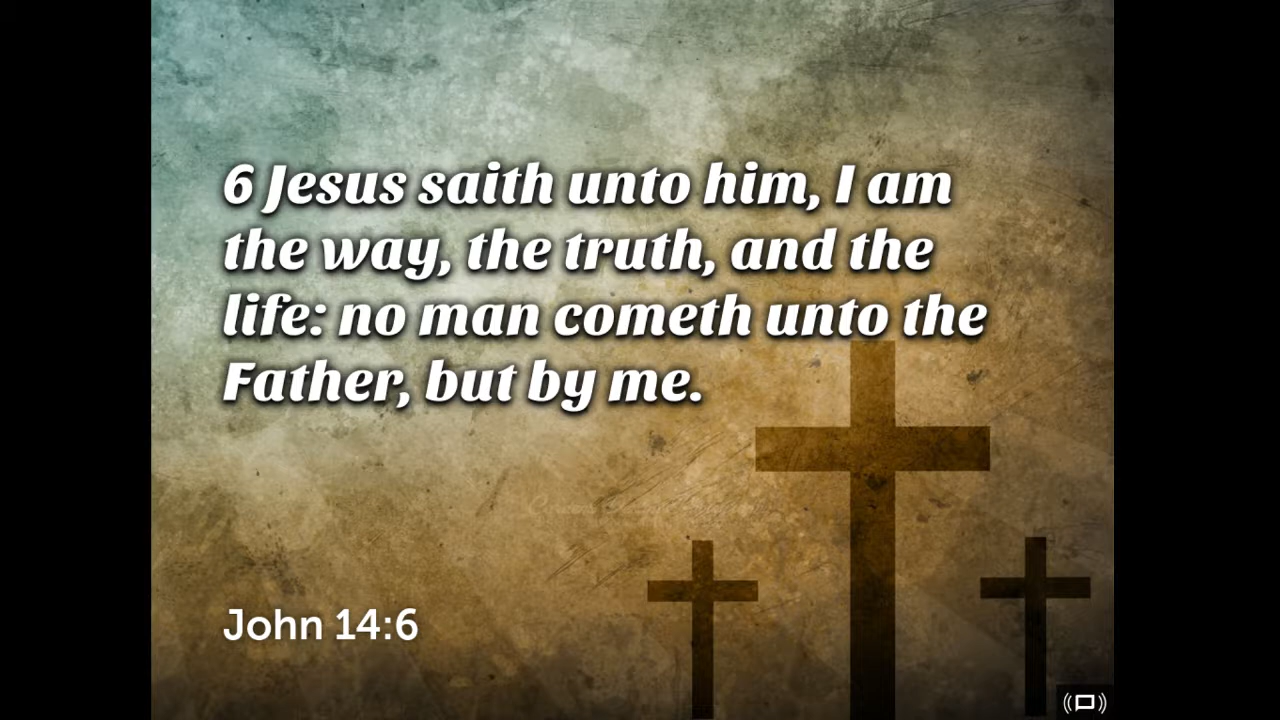 6 Jesus saith unto him, I am
the way, the truth, and the
life: no man cometh unto the
Father, but by me.
John 14:6